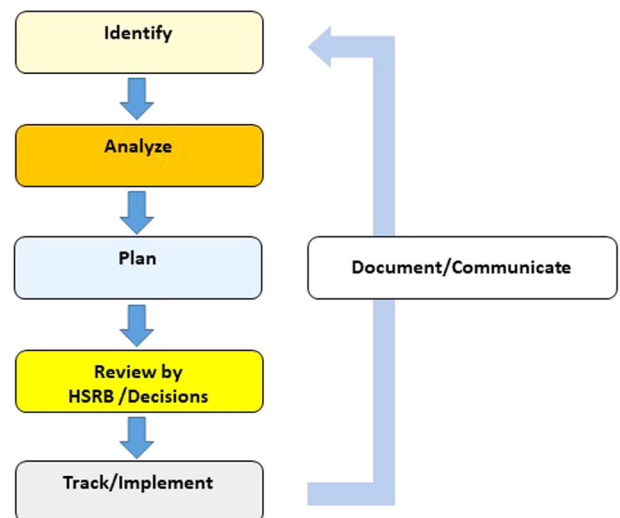 Identify
Analyze
Plan
Document/Communicate
Review by
HSRB /Decisions
Track/Implement